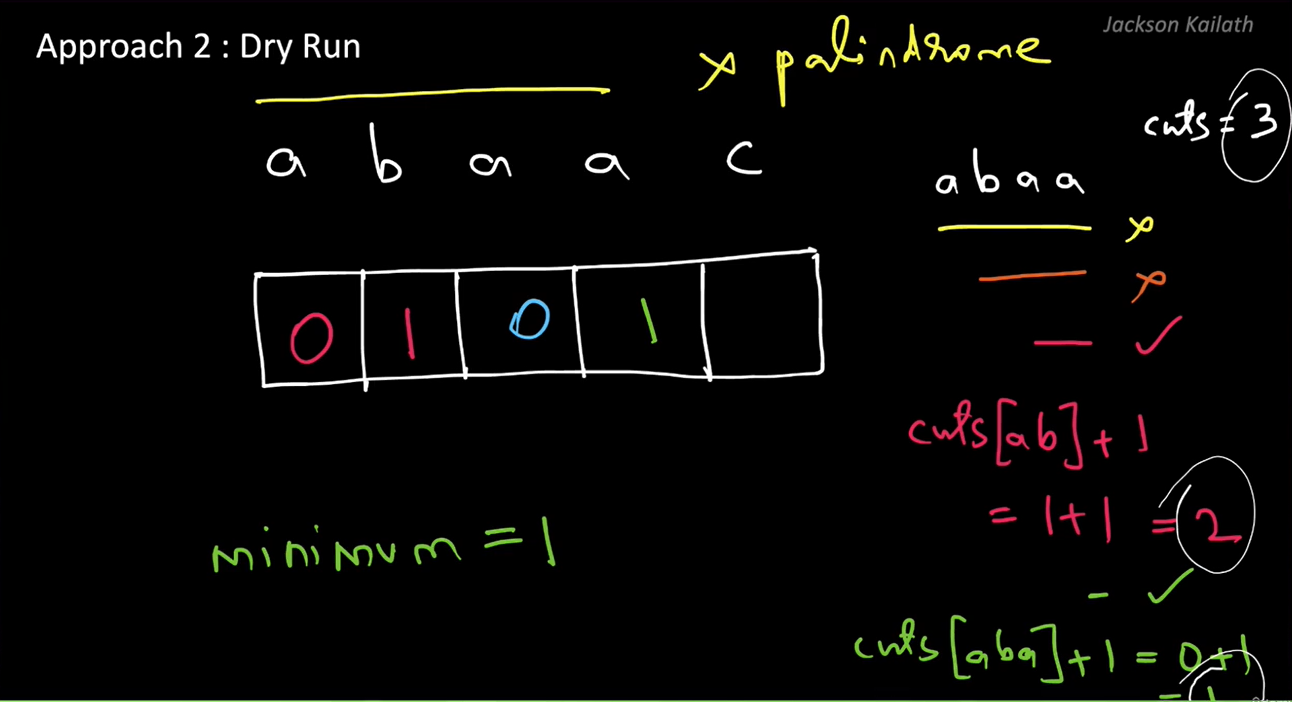 Jackson Kailath
Approach 2 : Dry Run
x palindrome
cuts = 3
a b a a c
a b a a
x
x
✓
0 1 0 1
cuts[ab] + 1
= 1 + 1 = 2
minimum = 1
- ✓
cuts[aba] + 1 = 0 + 1
= 1